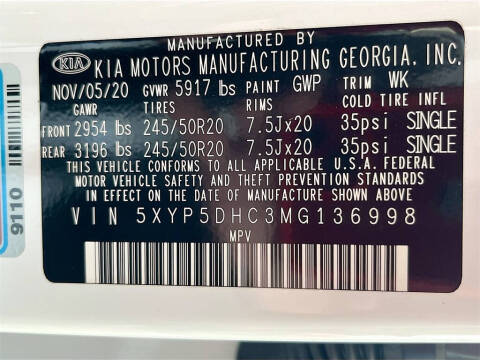 MANUFACTURED BY
KIA KIA MOTORS MANUFACTURING GEORGIA, INC.
NOV/05/20 GVWR 5917 lbs PAINT GWP TRIM WK
GAWR TIRES RIMS COLD TIRE INFL
FRONT 2954 lbs 245/50R20 7.5Jx20 35psi SINGLE
REAR 3196 lbs 245/50R20 7.5Jx20 35psi SINGLE
THIS VEHICLE CONFORMS TO ALL APPLICABLE U.S.A. FEDERAL
MOTOR VEHICLE SAFETY AND THEFT PREVENTION STANDARDS
IN EFFECT ON THE DATE OF MANUFACTURE SHOWN ABOVE.
VIN 5XYP5DHC3MG136998
MPV
9110